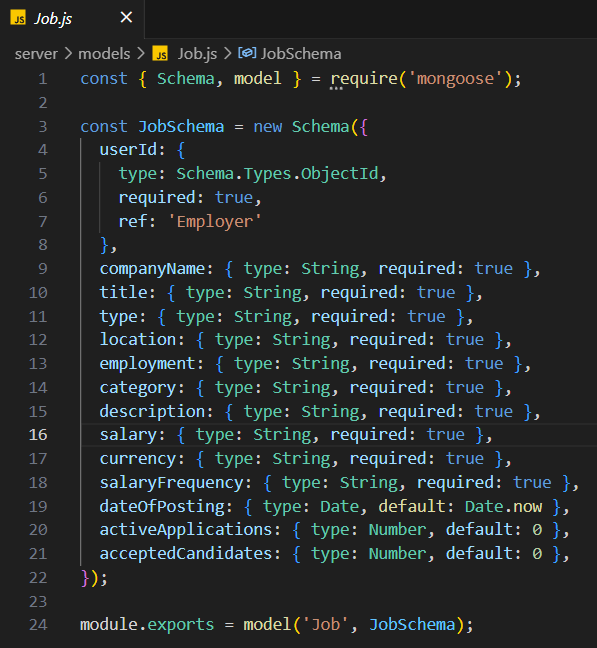 JS Job.js ×
server > models > JS Job.js > JobSchema
1 const { Schema, model } = require('mongoose');
2
3 const JobSchema = new Schema({
4 userId: {
5 type: Schema.Types.ObjectId,
6 required: true,
7 ref: 'Employer'
8 },
9 companyName: { type: String, required: true },
10 title: { type: String, required: true },
11 type: { type: String, required: true },
12 location: { type: String, required: true },
13 employment: { type: String, required: true },
14 category: { type: String, required: true },
15 description: { type: String, required: true },
16 salary: { type: String, required: true },
17 currency: { type: String, required: true },
18 salaryFrequency: { type: String, required: true },
19 dateOfPosting: { type: Date, default: Date.now },
20 activeApplications: { type: Number, default: 0 },
21 acceptedCandidates: { type: Number, default: 0 },
22 });
23
24 module.exports = model('Job', JobSchema);